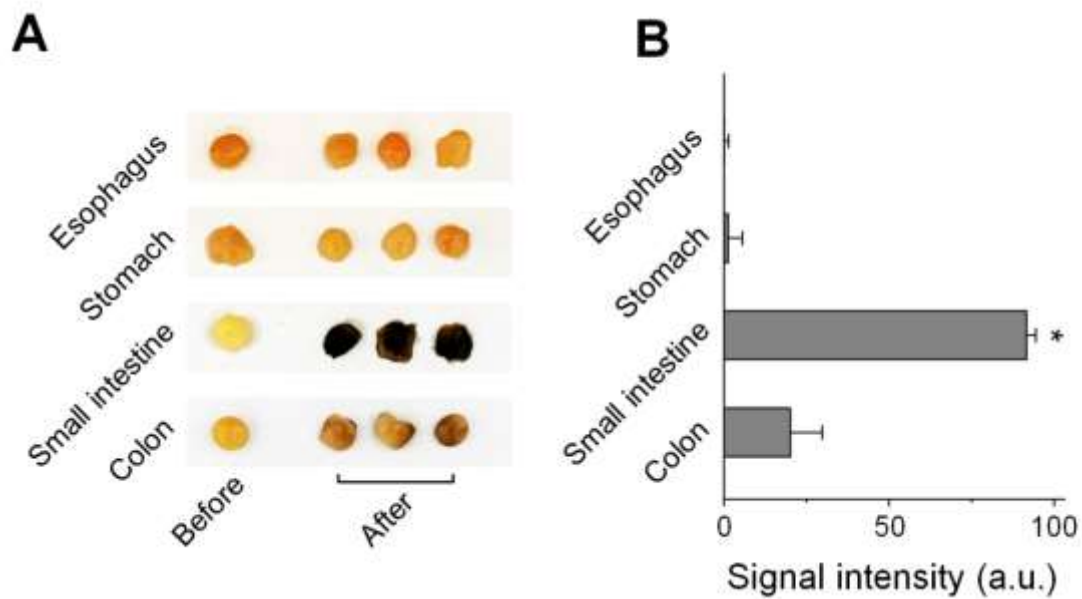 A
Esophagus
Stomach
Small intestine
Colon
Before
After
B
Esophagus
Stomach
Small intestine
Colon
*
0
50
100
Signal intensity (a.u.)